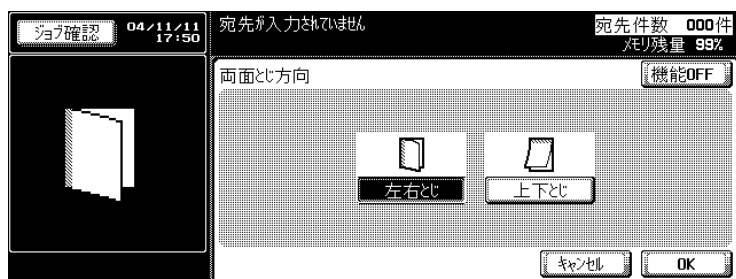 ジョブ確認
04/11/11
17:50
宛先が入力されていません
宛先件数 000件
メモリ残量 99%
両面とじ方向
機能OFF
左右とじ
上下とじ
キャンセル
OK